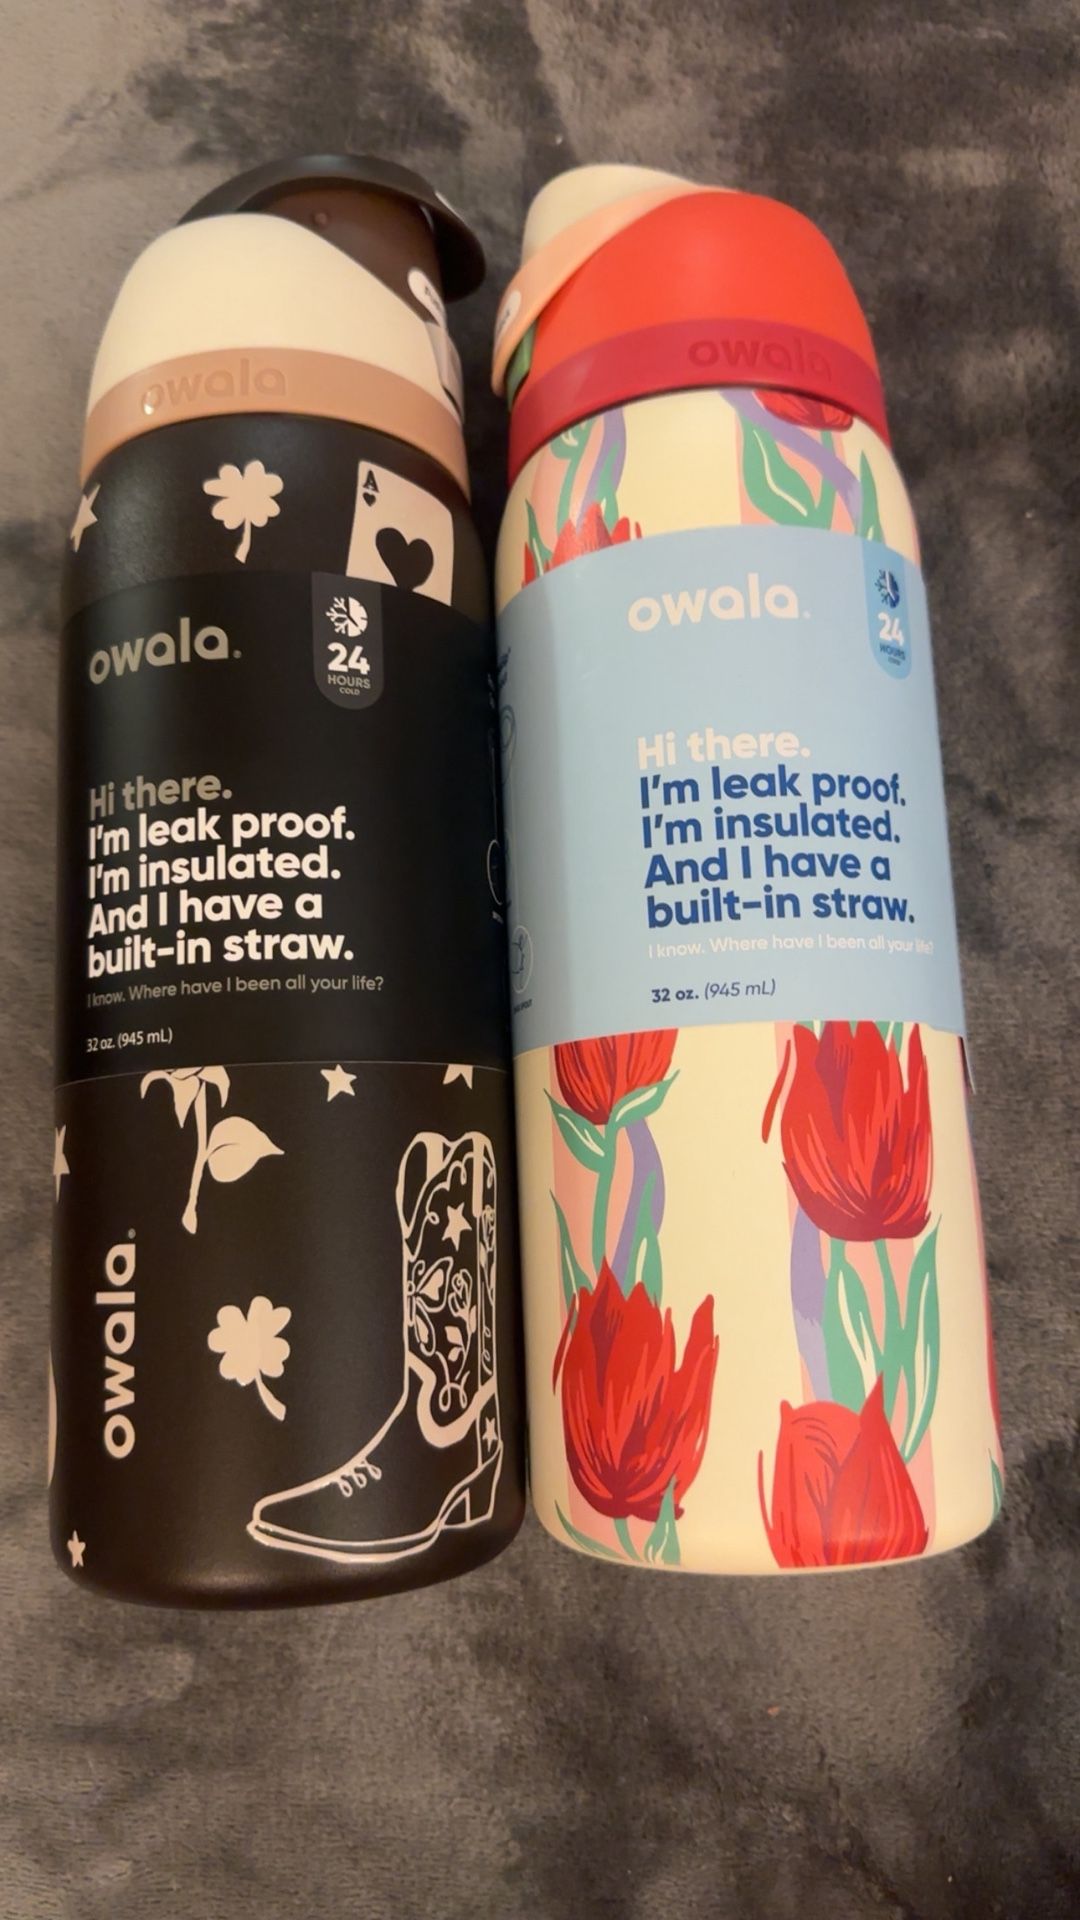 owala
A
owala.
24
HOURS
COLD
Hi there.
I'm leak proof.
I'm insulated.
And I have a
built-in straw.
I know. Where have I been all your life?
32 oz. (945 mL)
owala
owala
owala.
24
HOURS
COLD
Hi there.
I'm leak proof.
I'm insulated.
And I have a
built-in straw.
I know. Where have I been all your life?
32 oz. (945 mL)